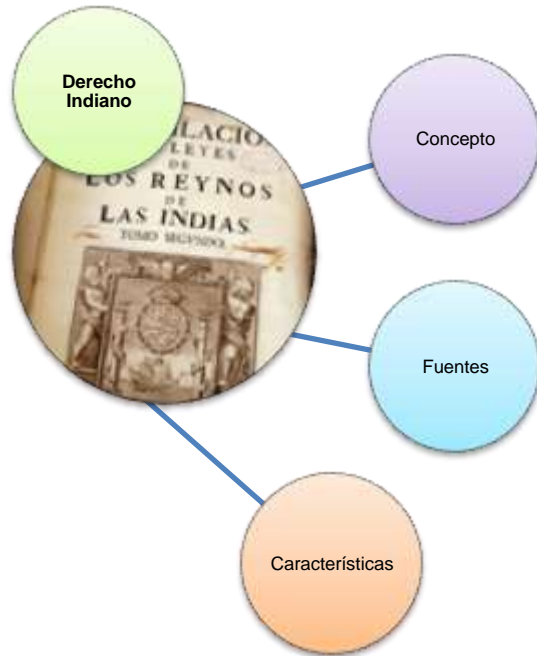 Derecho
Indiano
LEYES
DE
LOS REYNOS
DE
LAS INDIAS.
TOMO SEGUNDO.
Concepto
Fuentes
Características